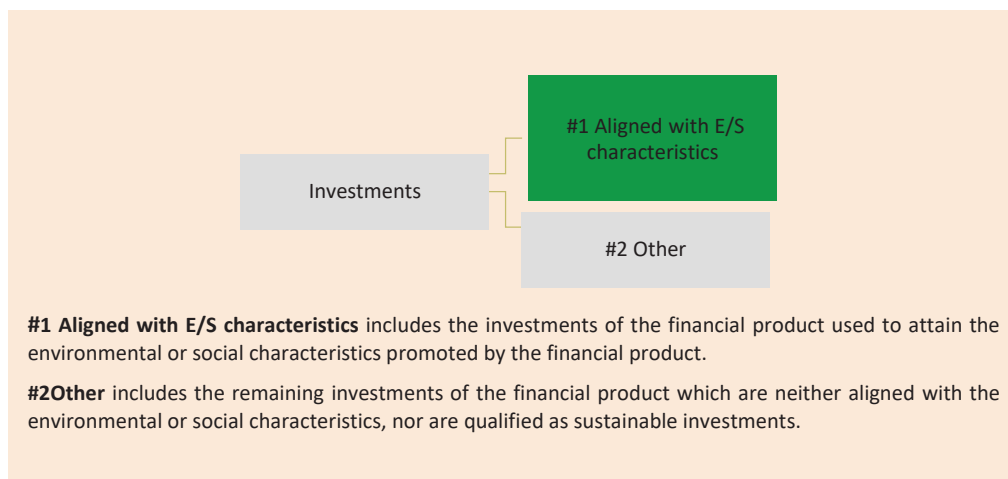 #1 Aligned with E/S
characteristics
Investments
#2 Other
#1 Aligned with E/S characteristics includes the investments of the financial product used to attain the
environmental or social characteristics promoted by the financial product.
#2Other includes the remaining investments of the financial product which are neither aligned with the
environmental or social characteristics, nor are qualified as sustainable investments.